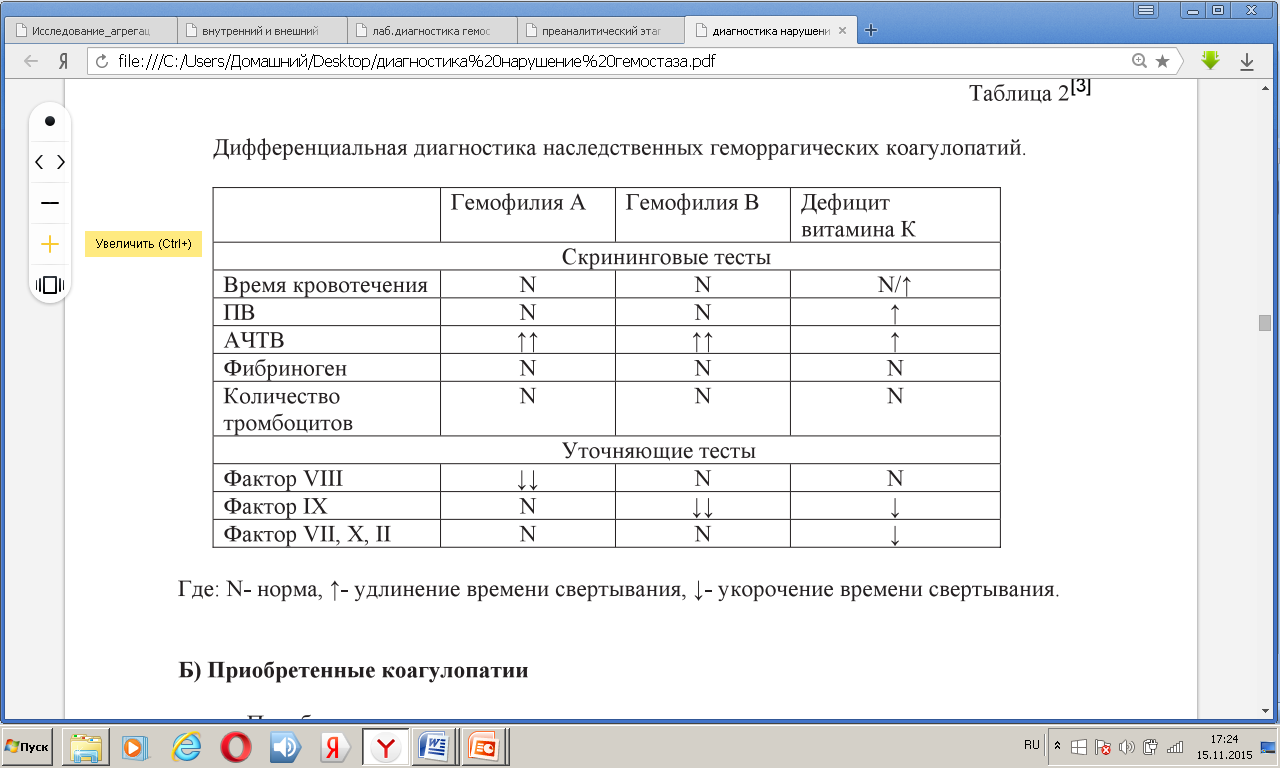 Исследование_агрегац
внутренний и внешний
лаб.диагностика гемос
преаналитический этап
диагностика нарушени
file:///C:/Users/Домашний/Desktop/диагностика%20нарушение%20гемостаза.pdf
Таблица 2[3]
Дифференциальная диагностика наследственных геморрагических коагулопатий.
Гемофилия А Гемофилия В Дефицит
витамина К
Увеличить (Ctrl+)
Скрининговые тесты
Время кровотечения N N N/↑
ПВ N N ↑
АЧТВ ↑↑ ↑↑ ↑
Фибриноген N N N
Количество N N N
тромбоцитов
Уточняющие тесты
Фактор VIII ↓↓ N N
Фактор IX N ↓↓ ↓
Фактор VII, X, II N N ↓
Где: N- норма, ↑- удлинение времени свертывания, ↓- укорочение времени свертывания.
Б) Приобретенные коагулопатии
Пуск
RU
17:24
15.11.2015